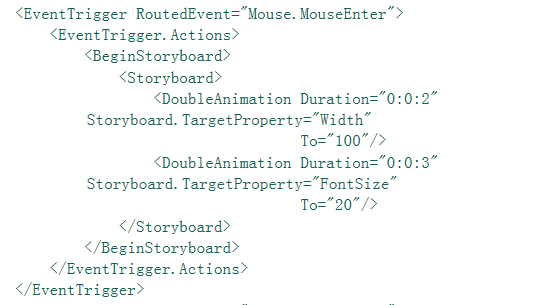 <EventTrigger RoutedEvent="Mouse.MouseEnter">
<EventTrigger.Actions>
<BeginStoryboard>
<Storyboard>
<DoubleAnimation Duration="0:0:2"
Storyboard.TargetProperty="Width"
To="100"/>
<DoubleAnimation Duration="0:0:3"
Storyboard.TargetProperty="FontSize"
To="20"/>
</Storyboard>
</BeginStoryboard>
</EventTrigger.Actions>
</EventTrigger>